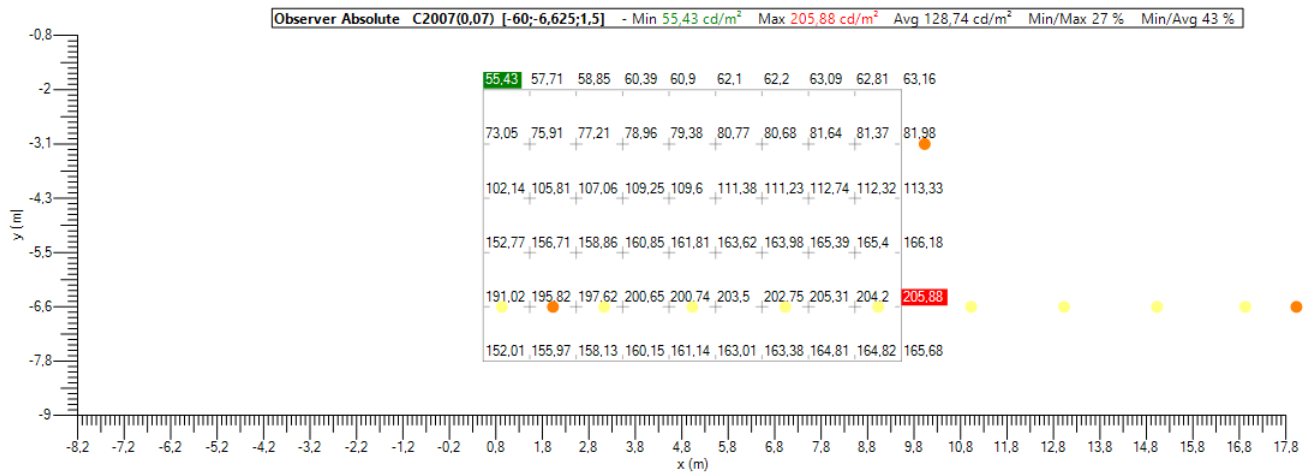 Observer Absolute C2007(0,07) [-60;-6,625;1,5] - Min 55,43 cd/m² Max 205,88 cd/m² Avg 128,74 cd/m² Min/Max 27 % Min/Avg 43 %
-0,8
55,43 57,71 58,85 60,39 60,9 62,1 62,2 63,09 62,81 63,16
-2
73,05 75,91 77,21 78,96 79,38 80,77 80,68 81,64 81,37 81,98
-3,1
102,14 105,81 107,06 109,25 109,6 111,38 111,23 112,74 112,32 113,33
-4,3
y (m)
152,77 156,71 158,86 160,85 161,81 163,62 163,98 165,39 165,4 166,18
-5,5
191,02 195,82 197,62 200,65 200,74 203,5 202,75 205,31 204,2 205,88
-6,6
152,01 155,97 158,13 160,15 161,14 163,01 163,38 164,81 164,82 165,68
-7,8
-9
-8,2 -7,2 -6,2 -5,2 -4,2 -3,2 -2,2 -1,2 -0,2 0,8 1,8 2,8 3,8 4,8 5,8 6,8 7,8 8,8 9,8 10,8 11,8 12,8 13,8 14,8 15,8 16,8 17,8
x (m)